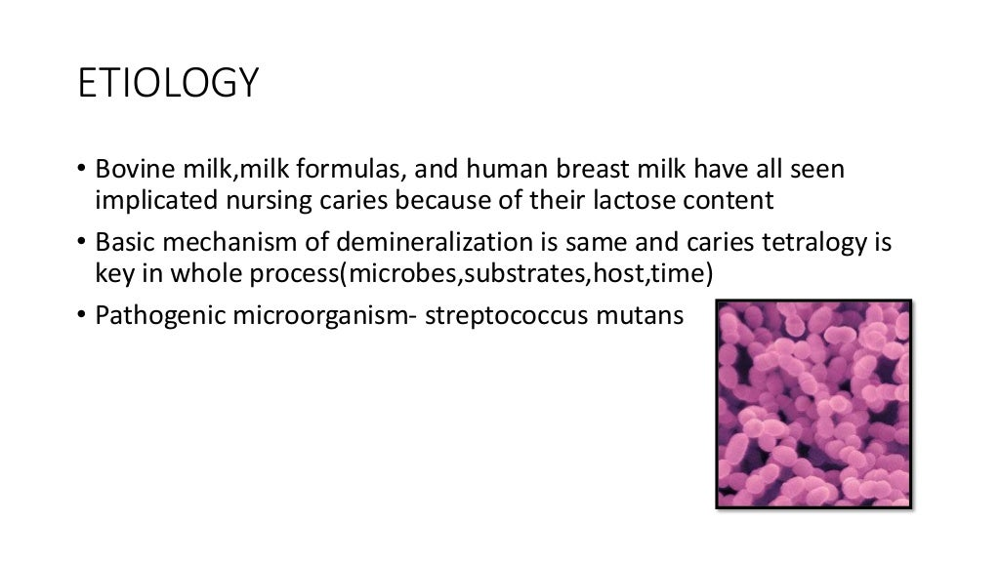 ETIOLOGY
• Bovine milk,milk formulas, and human breast milk have all seen
implicated nursing caries because of their lactose content
• Basic mechanism of demineralization is same and caries tetralogy is
key in whole process(microbes,substrates,host,time)
• Pathogenic microorganism- streptococcus mutans